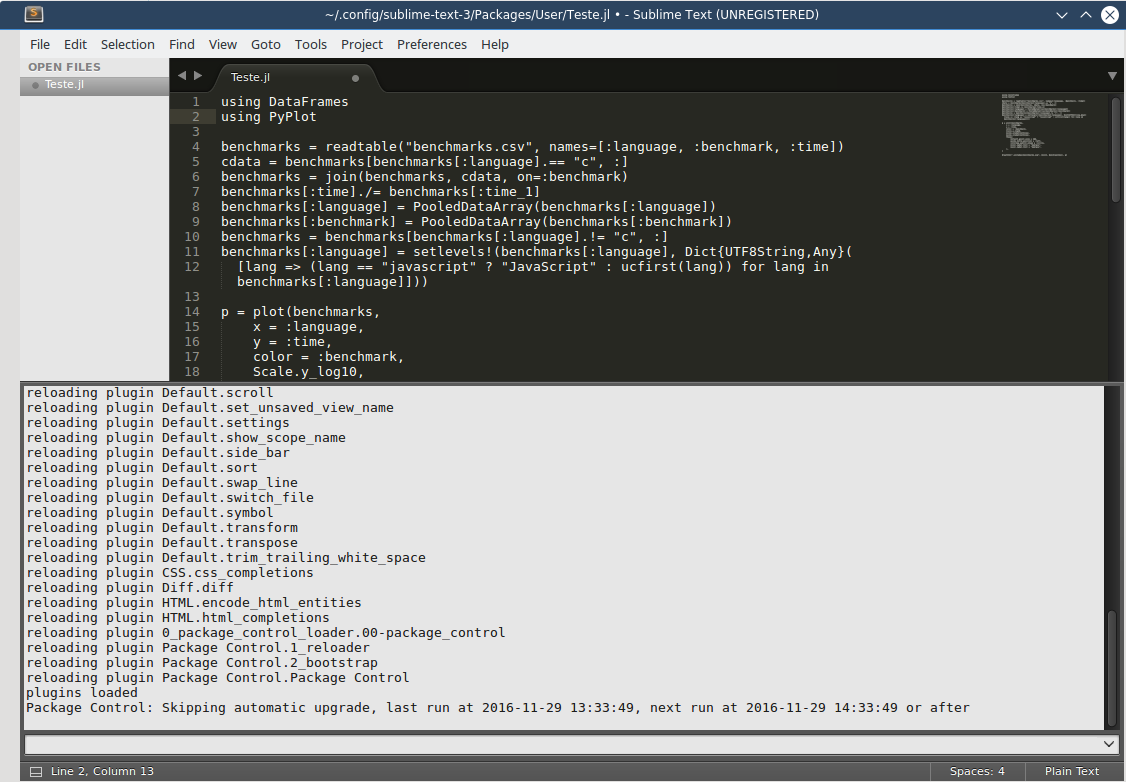 ~/.config/sublime-text-3/Packages/User/Teste.jl • - Sublime Text (UNREGISTERED)
File Edit Selection Find View Goto Tools Project Preferences Help
OPEN FILES
Teste.jl
Teste.jl
1 using DataFrames
2 using PyPlot
3
4 benchmarks = readtable("benchmarks.csv", names=[:language, :benchmark, :time])
5 cdata = benchmarks[benchmarks[:language].== "c", :]
6 benchmarks = join(benchmarks, cdata, on=:benchmark)
7 benchmarks[:time]./= benchmarks[:time_1]
8 benchmarks[:language] = PooledDataArray(benchmarks[:language])
9 benchmarks[:benchmark] = PooledDataArray(benchmarks[:benchmark])
10 benchmarks = benchmarks[benchmarks[:language].!= "c", :]
11 benchmarks[:language] = setlevels!(benchmarks[:language], Dict{UTF8String,Any}(
12 [lang => (lang == "javascript" ? "JavaScript" : ucfirst(lang)) for lang in
benchmarks[:language]]))
13
14 p = plot(benchmarks,
15 x = :language,
16 y = :time,
17 color = :benchmark,
18 Scale.y_log10,
reloading plugin Default.scroll
reloading plugin Default.set_unsaved_view_name
reloading plugin Default.settings
reloading plugin Default.show_scope_name
reloading plugin Default.side_bar
reloading plugin Default.sort
reloading plugin Default.swap_line
reloading plugin Default.switch_file
reloading plugin Default.symbol
reloading plugin Default.transform
reloading plugin Default.transpose
reloading plugin Default.trim_trailing_white_space
reloading plugin CSS.css_completions
reloading plugin Diff.diff
reloading plugin HTML.encode_html_entities
reloading plugin HTML.html_completions
reloading plugin 0_package_control_loader.00-package_control
reloading plugin Package Control.1_reloader
reloading plugin Package Control.2_bootstrap
reloading plugin Package Control.Package Control
plugins loaded
Package Control: Skipping automatic upgrade, last run at 2016-11-29 13:33:49, next run at 2016-11-29 14:33:49 or after
Line 2, Column 13 Spaces: 4 Plain Text